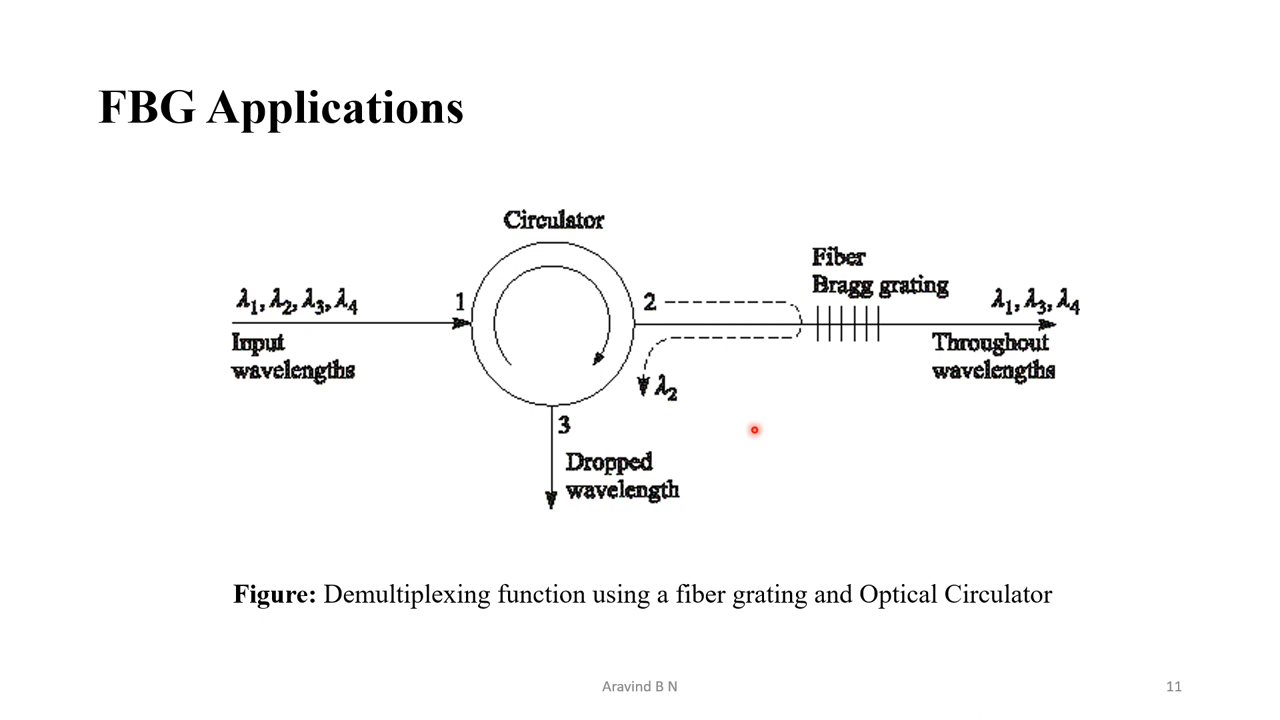 FBG Applications
Circulator
λ₁, λ₂, λ₃, λ₄
1
2
Fiber
Bragg grating
λ₁, λ₃, λ₄
Input
wavelengths
Throughout
wavelengths
λ₂
3
Dropped
wavelength
Figure: Demultiplexing function using a fiber grating and Optical Circulator
Aravind B N
11